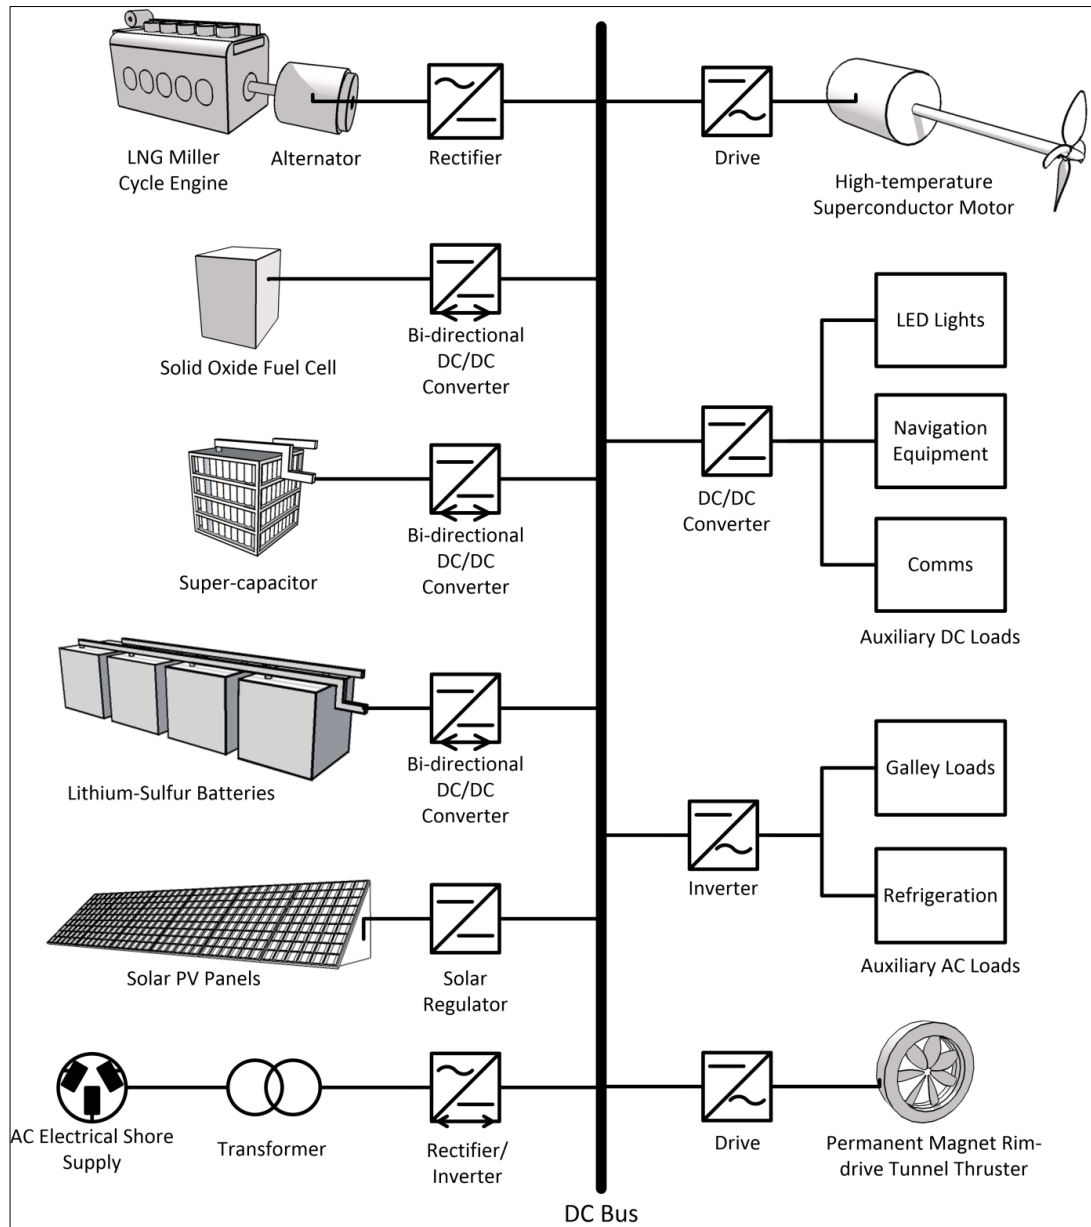 LNG Miller
Cycle Engine
Alternator
Rectifier
Drive
High-temperature
Superconductor Motor
Solid Oxide Fuel Cell
Bi-directional
DC/DC
Converter
LED Lights
Navigation
Equipment
Comms
DC/DC
Converter
Auxiliary DC Loads
Super-capacitor
Bi-directional
DC/DC
Converter
Lithium-Sulfur Batteries
Bi-directional
DC/DC
Converter
Galley Loads
Inverter
Refrigeration
Auxiliary AC Loads
Solar PV Panels
Solar
Regulator
AC Electrical Shore
Supply
Transformer
Rectifier/
Inverter
Drive
Permanent Magnet Rim-
drive Tunnel Thruster
DC Bus